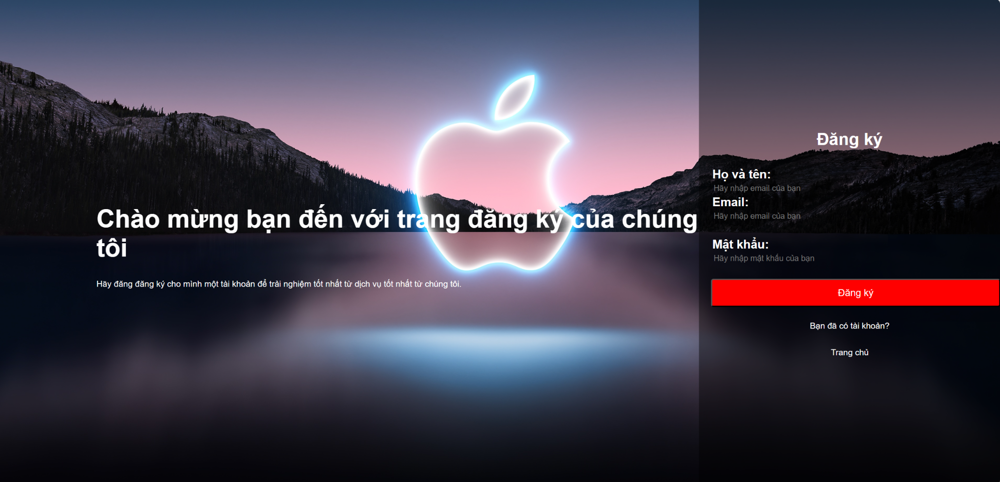 Chào mừng bạn đến với trang đăng ký của chúng
tôi
Hãy đăng đăng ký cho mình một tài khoản để trải nghiệm tốt nhất từ dịch vụ tốt nhất từ chúng tôi.
Đăng ký
Họ và tên:
Hãy nhập email của bạn
Email:
Hãy nhập email của bạn
Mật khẩu:
Hãy nhập mật khẩu của bạn
Đăng ký
Bạn đã có tài khoản?
Trang chủ